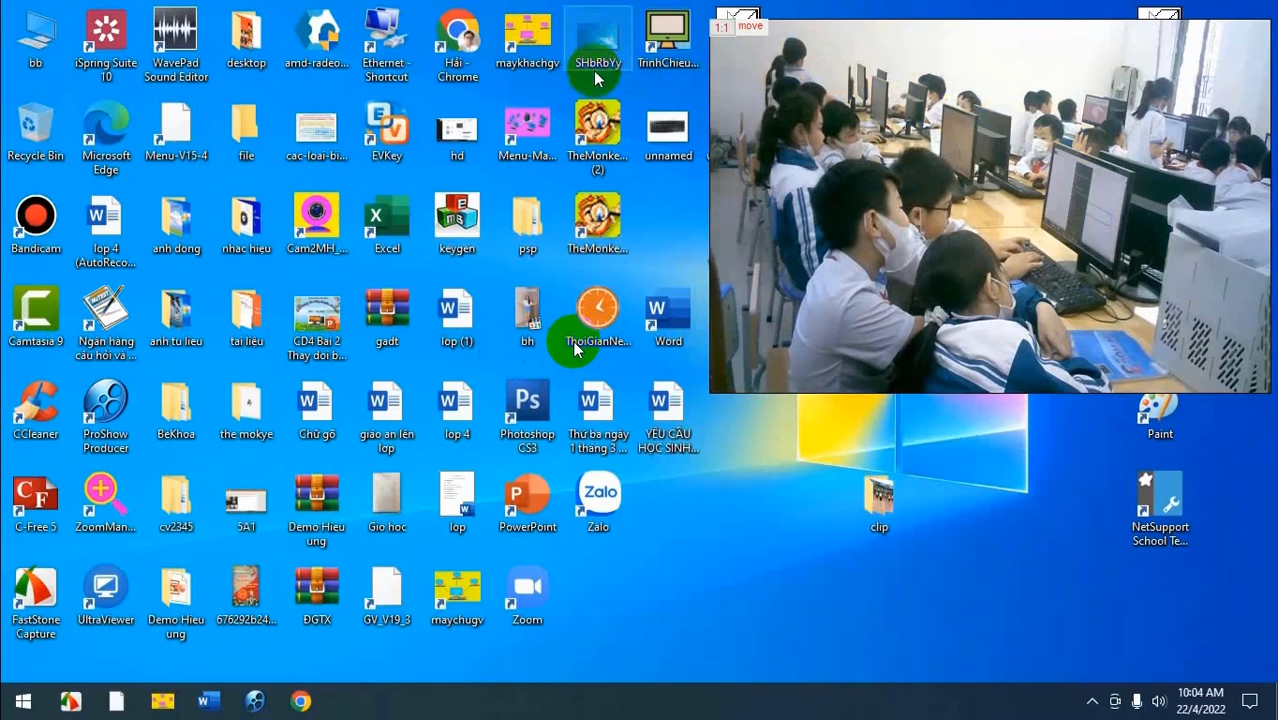 1:1 move
bb
iSpring Suite
10
WavePad
Sound Editor
desktop
amd-radeo...
Ethernet -
Shortcut
Hải -
Chrome
maykhachgv
SHbRbYy
TrinhChieu...
Recycle Bin
Microsoft
Edge
Menu-V15-4
file
cac-loai-bi...
EVKey
hd
Menu-Ma...
TheMonke...
(2)
unnamed
Bandicam
lop 4
(AutoReco...
anh dong
nhac hieu
Cam2MH_...
Excel
keygen
psp
TheMonke...
Camtasia 9
Ngân hàng
câu hỏi và ...
anh tu lieu
tai liệu
CD4 Bài 2
Thay doi b...
gadt
lop (1)
bh
ThoiGianNe...
Word
CCleaner
ProShow
Producer
BeKhoa
the mokye
Chữ gõ
giáo an lên
lơp
lop 4
Photoshop
CS3
Thứ ba ngày
1 tháng 3 ...
YÊU CẦU
HỌC SINH...
Paint
C-Free 5
ZoomMan...
cv2345
5A1
Demo Hieu
ung
Gio hoc
lop
PowerPoint
Zalo
clip
NetSupport
School Te...
FastStone
Capture
UltraViewer
Demo Hieu
ung
676292b24...
ĐGTX
GV_V19_3
maychugv
Zoom
10:04 AM
22/4/2022